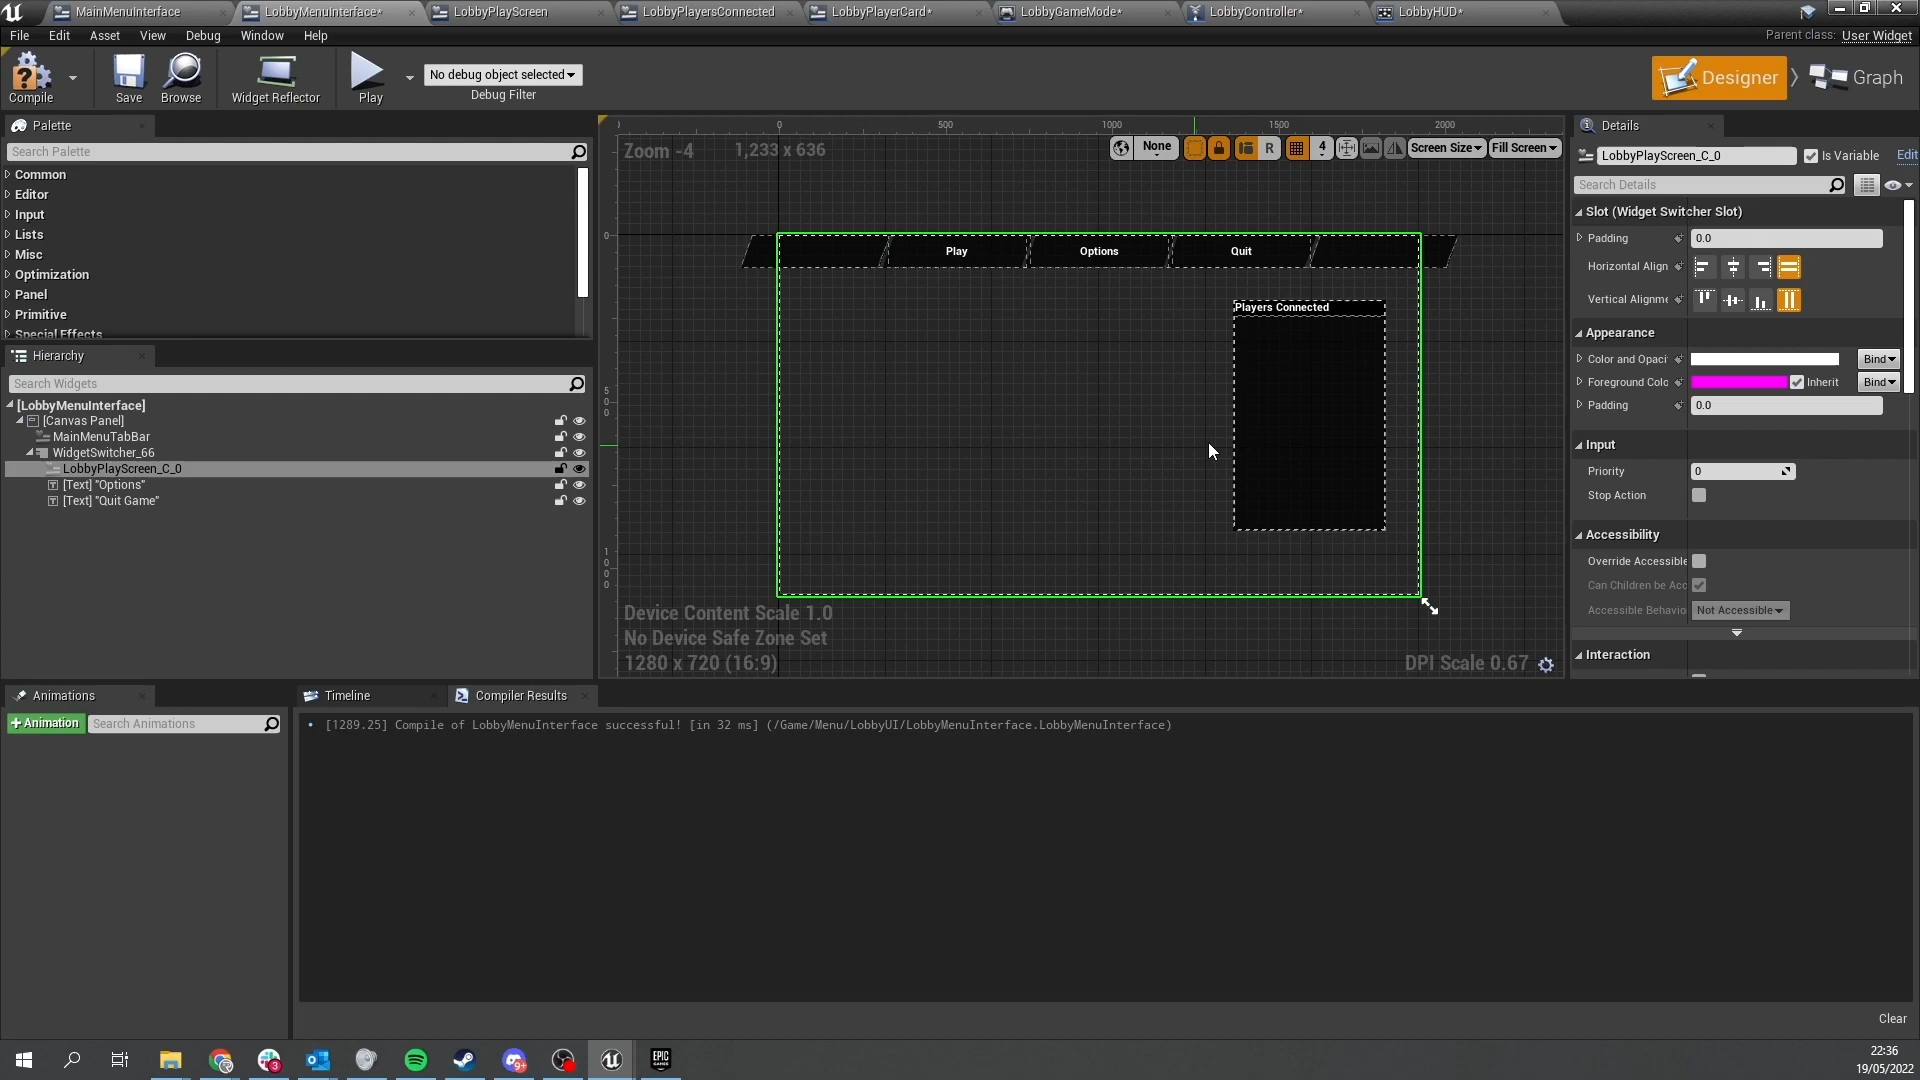 MainMenuInterface
LobbyMenuInterface*
LobbyPlayScreen
LobbyPlayersConnected
LobbyPlayerCard*
LobbyGameMode*
LobbyController*
LobbyHUD*
File Edit Asset View Debug Window Help
Parent class: User Widget
Compile
Save
Browse
Widget Reflector
Play
No debug object selected
Debug Filter
Designer
Graph
Palette
Search Palette
Common
Editor
Input
Lists
Misc
Optimization
Panel
Primitive
Special Effects
Hierarchy
Search Widgets
[LobbyMenuInterface]
[Canvas Panel]
MainMenuTabBar
WidgetSwitcher_66
LobbyPlayScreen_C_0
[Text] "Options"
[Text] "Quit Game"
0 500 1000 1500 2000
Zoom -4
1,233 x 636
None
R
4
Screen Size
Fill Screen
0
500
1000
Play
Options
Quit
Players Connected
Device Content Scale 1.0
No Device Safe Zone Set
1280 x 720 (16:9)
DPI Scale 0.67
Details
LobbyPlayScreen_C_0
Is Variable
Edit
Search Details
Slot (Widget Switcher Slot)
Padding 0.0
Horizontal Align
Vertical Alignme
Appearance
Color and Opaci Bind
Foreground Colo Inherit Bind
Padding 0.0
Input
Priority 0
Stop Action
Accessibility
Override Accessible
Can Children be Acc
Accessible Behavio Not Accessible
Interaction
Animations
+Animation
Search Animations
Timeline
Compiler Results
[1289.25] Compile of LobbyMenuInterface successful! [in 32 ms] (/Game/Menu/LobbyUI/LobbyMenuInterface.LobbyMenuInterface)
Clear
3
9+
EPIC
GAMES
22:36
19/05/2022